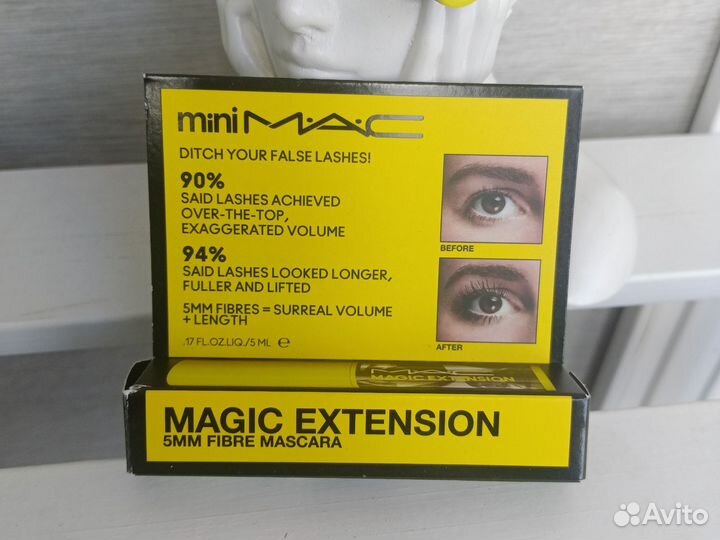 mini M·A·C
DITCH YOUR FALSE LASHES!
90%
SAID LASHES ACHIEVED
OVER-THE-TOP,
EXAGGERATED VOLUME
94%
SAID LASHES LOOKED LONGER,
FULLER AND LIFTED
5MM FIBRES = SURREAL VOLUME
+ LENGTH
.17 FL.OZ.LIQ./5 ML ℮
BEFORE
AFTER
M·A·C
MAGIC EXTENSION
MAGIC EXTENSION
5MM FIBRE MASCARA
Avito